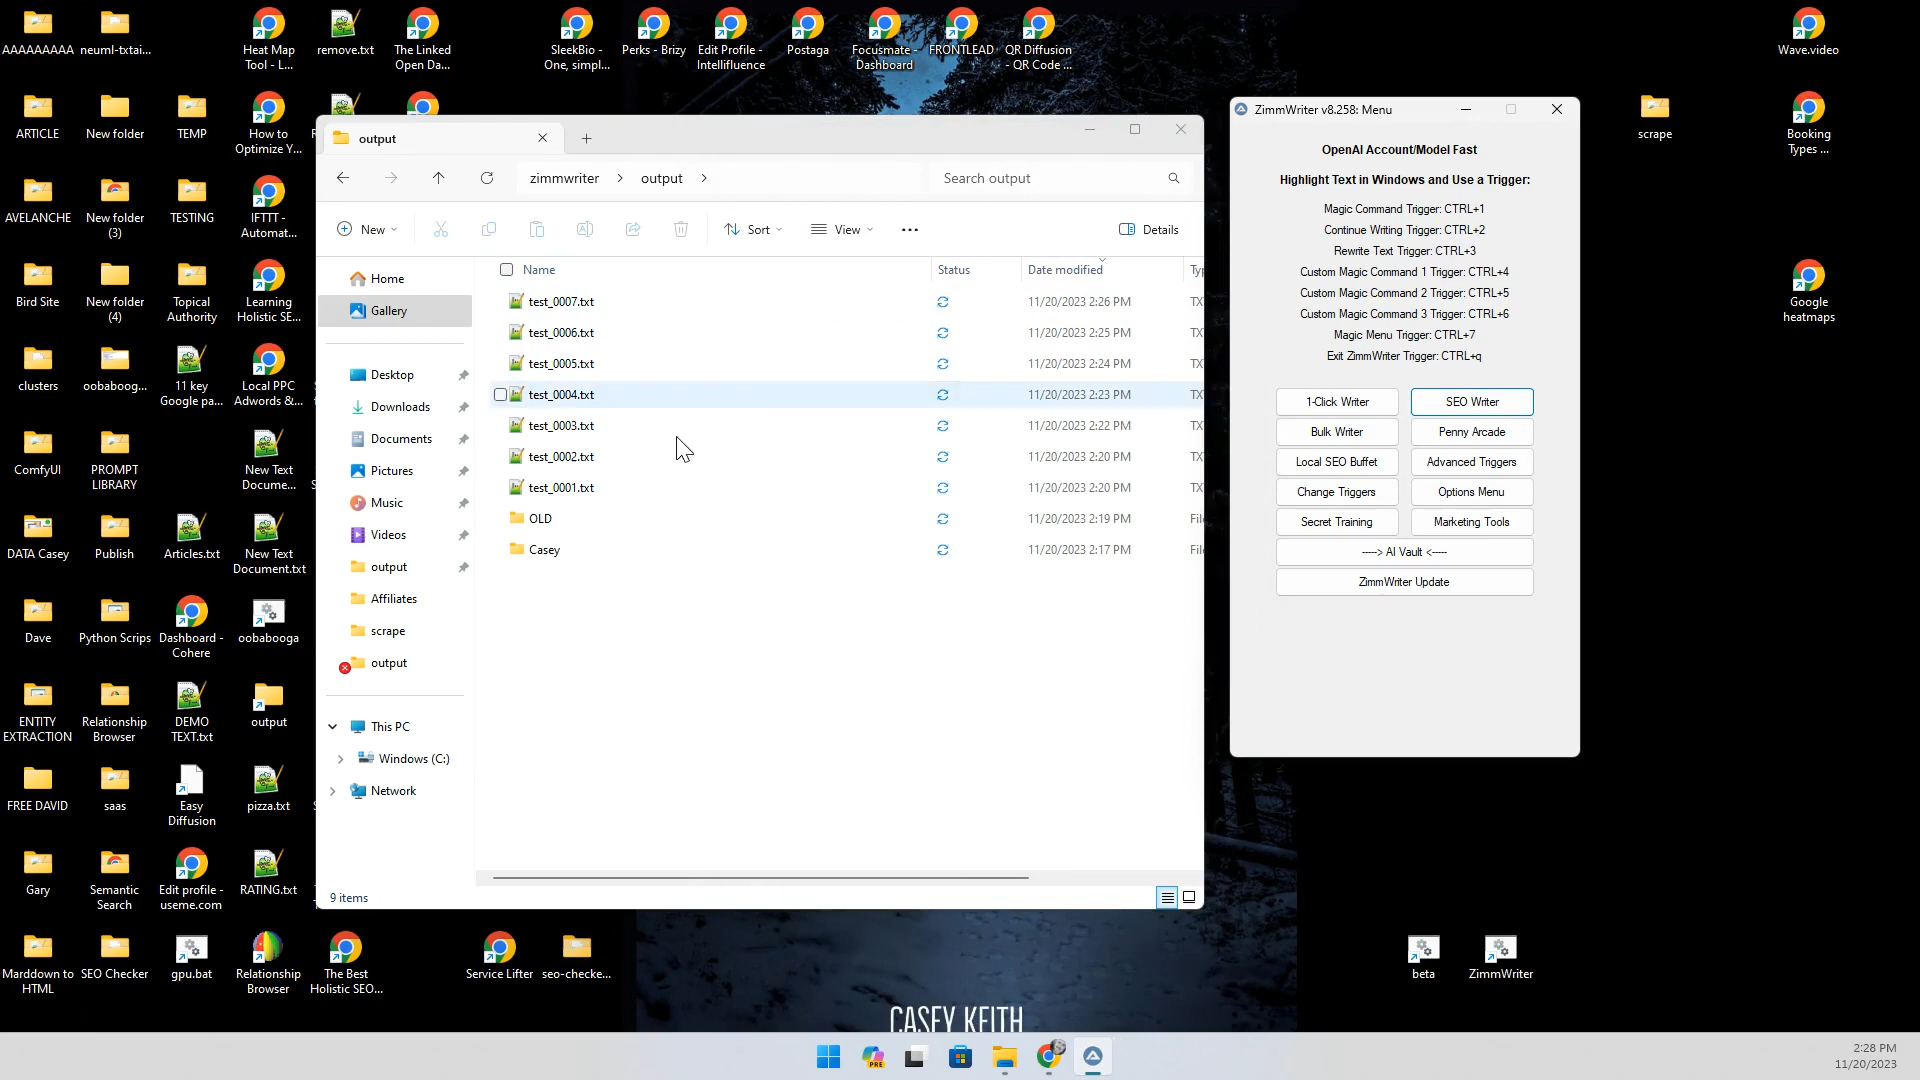 AAAAAAAAA
neuml-txtai...
Heat Map
Tool - L...
remove.txt
The Linked
Open Da...
SleekBio -
One, simpl...
Perks - Brizy
Edit Profile -
Intellifluence
Postaga
Focusmate -
Dashboard
FRONTLEAD
QR Diffusion
- QR Code ...
Wave.video
ARTICLE
New folder
TEMP
How to
Optimize Y...
scrape
Booking
Types ...
AVELANCHE
New folder
(3)
TESTING
IFTTT -
Automat...
Bird Site
New folder
(4)
Topical
Authority
Learning
Holistic SE...
Google
heatmaps
clusters
oobaboog...
11 key
Google pa...
Local PPC
Adwords &...
ComfyUI
PROMPT
LIBRARY
New Text
Docume...
DATA Casey
Publish
Articles.txt
New Text
Document.txt
Dave
Python Scrips
Dashboard -
Cohere
oobabooga
ENTITY
EXTRACTION
Relationship
Browser
DEMO
TEXT.txt
output
FREE DAVID
saas
Easy
Diffusion
pizza.txt
Gary
Semantic
Search
Edit profile -
useme.com
RATING.txt
Marddown to
HTML
SEO Checker
gpu.bat
Relationship
Browser
The Best
Holistic SEO...
Service Lifter
seo-checke...
beta
ZimmWriter
output
zimmwriter > output >
Search output
New
Sort
View
Details
Home
Gallery
Desktop
Downloads
Documents
Pictures
Music
Videos
output
Affiliates
scrape
output
This PC
Windows (C:)
Network
Name Status Date modified Ty
test_0007.txt 11/20/2023 2:26 PM TX
test_0006.txt 11/20/2023 2:25 PM TX
test_0005.txt 11/20/2023 2:24 PM TX
test_0004.txt 11/20/2023 2:23 PM TX
test_0003.txt 11/20/2023 2:22 PM TX
test_0002.txt 11/20/2023 2:20 PM TX
test_0001.txt 11/20/2023 2:20 PM TX
OLD 11/20/2023 2:19 PM Fil
Casey 11/20/2023 2:17 PM Fil
9 items
ZimmWriter v8.258: Menu
OpenAI Account/Model Fast
Highlight Text in Windows and Use a Trigger:
Magic Command Trigger: CTRL+1
Continue Writing Trigger: CTRL+2
Rewrite Text Trigger: CTRL+3
Custom Magic Command 1 Trigger: CTRL+4
Custom Magic Command 2 Trigger: CTRL+5
Custom Magic Command 3 Trigger: CTRL+6
Magic Menu Trigger: CTRL+7
Exit ZimmWriter Trigger: CTRL+q
1-Click Writer
SEO Writer
Bulk Writer
Penny Arcade
Local SEO Buffet
Advanced Triggers
Change Triggers
Options Menu
Secret Training
Marketing Tools
----> AI Vault <----
ZimmWriter Update
CASEY KEITH
PRE
2:28 PM
11/20/2023